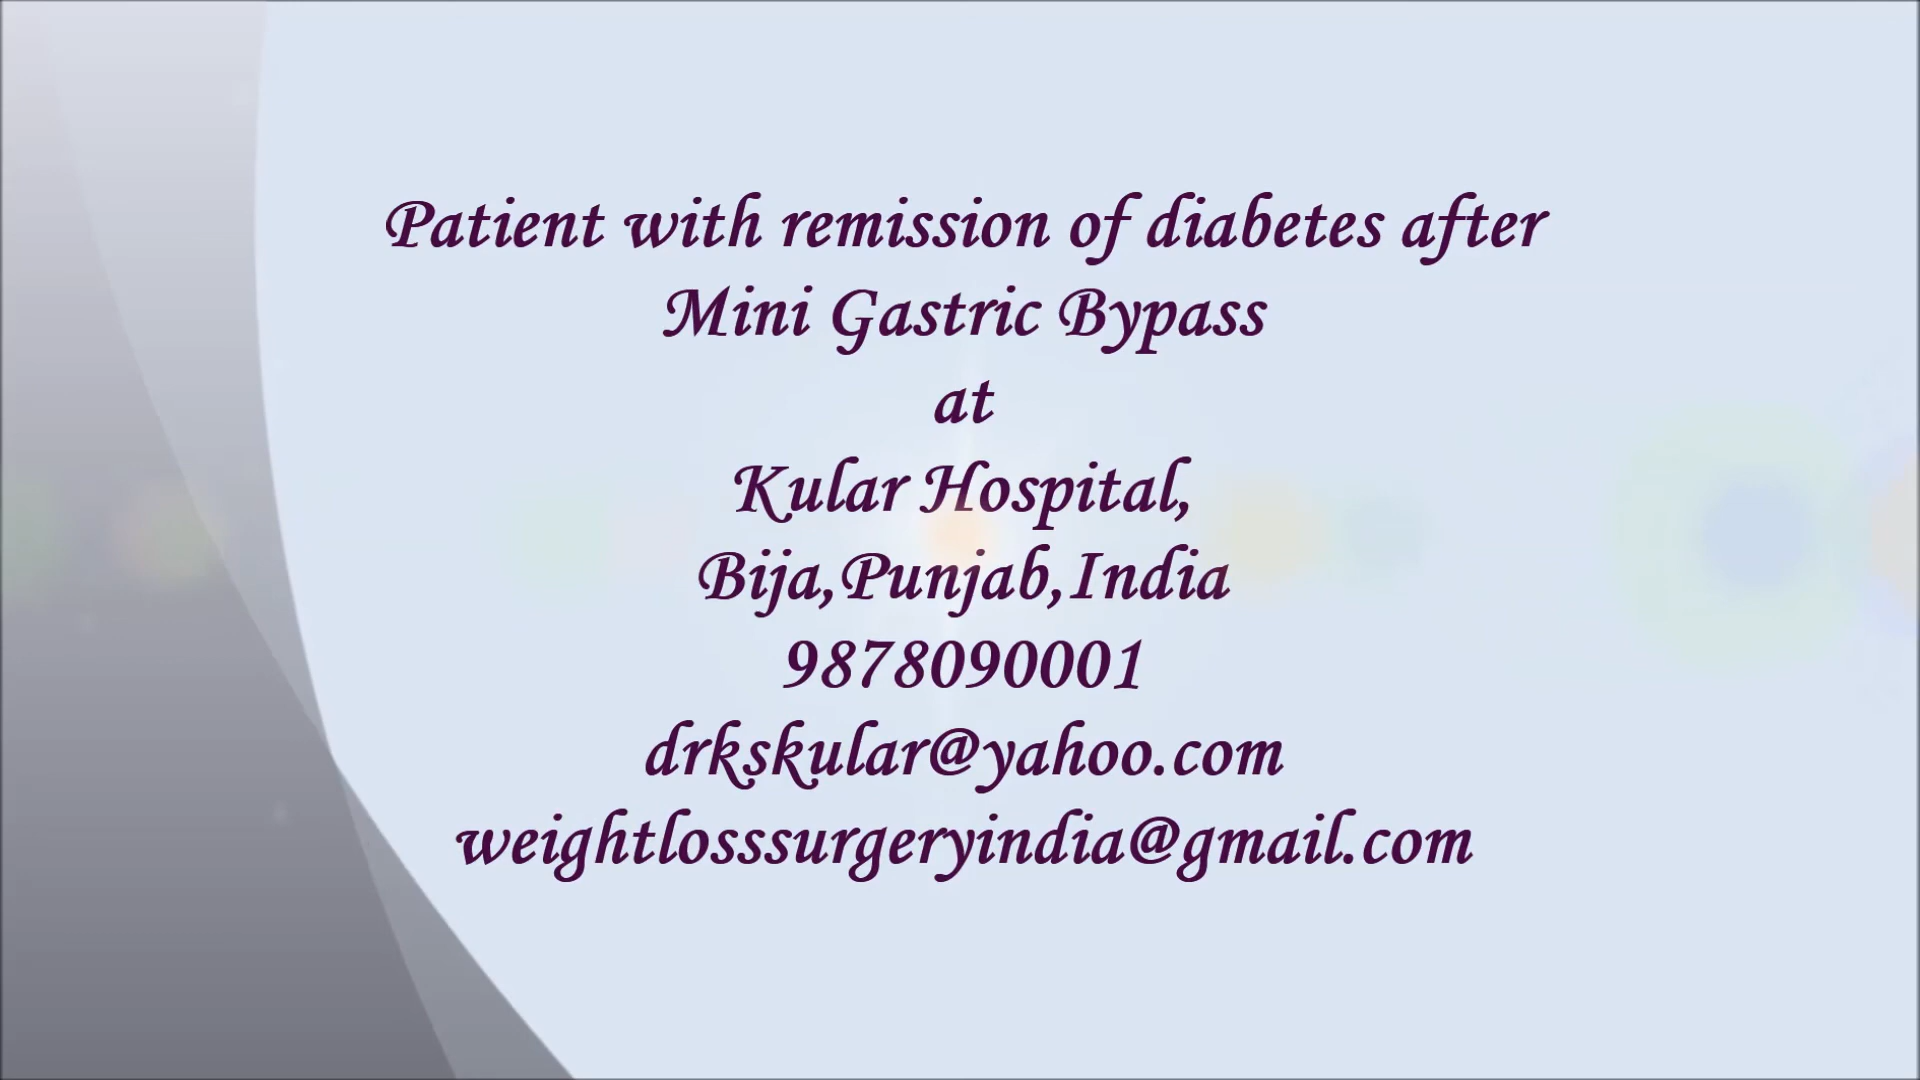 Patient with remission of diabetes after
Mini Gastric Bypass
at
Kular Hospital,
Bija,Punjab,India
9878090001
drkskular@yahoo.com
weightlosssurgeryindia@gmail.com